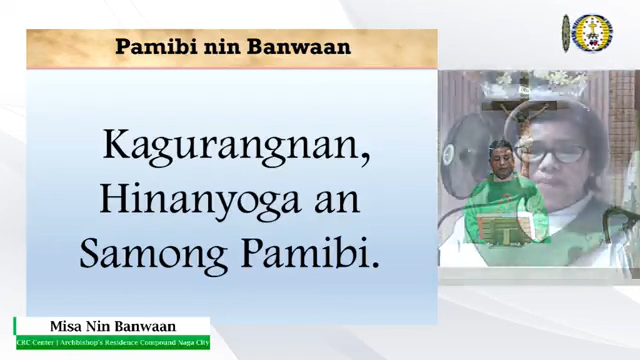 Pamibi nin Banwaan
Kagurangnan,
Hinanyoga an
Samong Pamibi.
Misa Nin Banwaan
CRC Center | Archbishop's Residence Compound Naga City